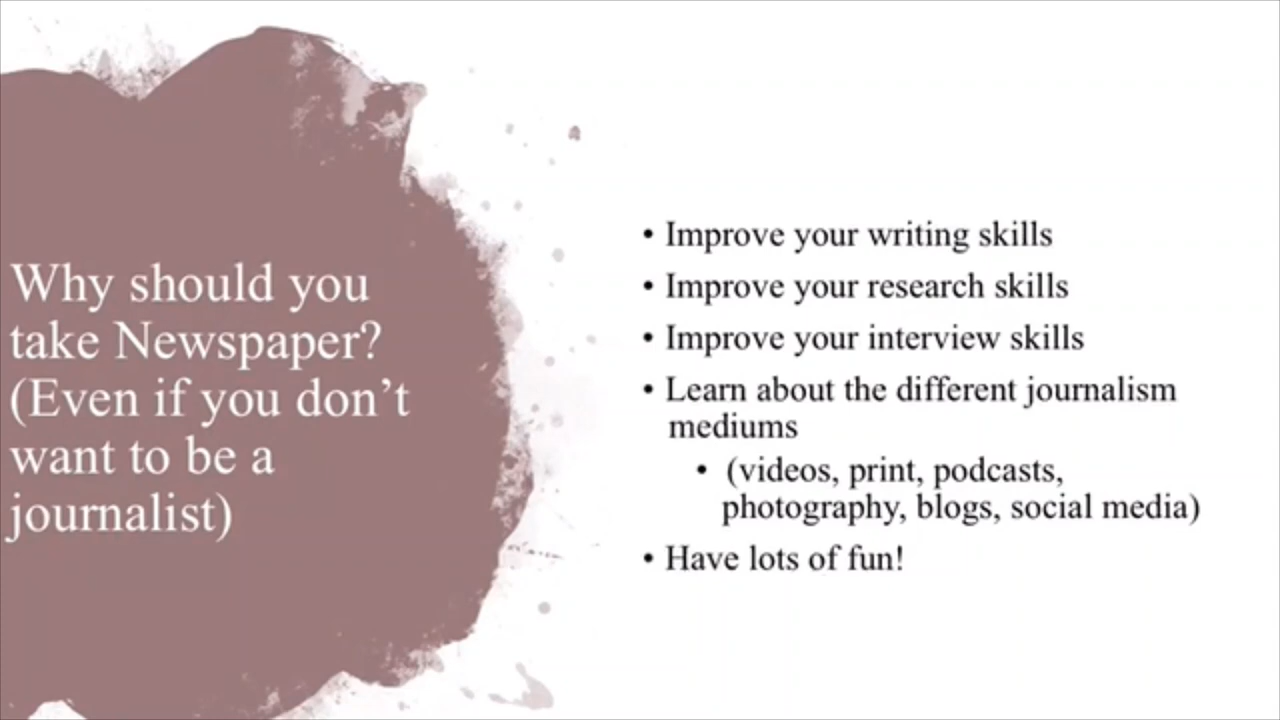 Why should you
take Newspaper?
(Even if you don’t
want to be a
journalist)
• Improve your writing skills
• Improve your research skills
• Improve your interview skills
• Learn about the different journalism
mediums
• (videos, print, podcasts,
photography, blogs, social media)
• Have lots of fun!